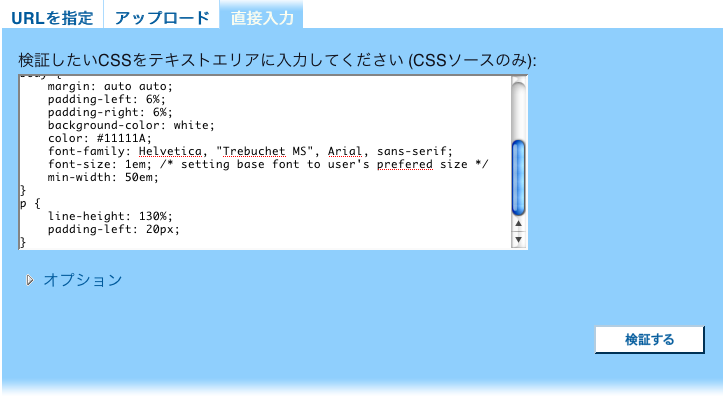 URLを指定 アップロード 直接入力
検証したいCSSをテキストエリアに入力してください (CSSソースのみ):
body {
margin: auto auto;
padding-left: 6%;
padding-right: 6%;
background-color: white;
color: #11111A;
font-family: Helvetica, "Trebuchet MS", Arial, sans-serif;
font-size: 1em; /* setting base font to user's prefered size */
min-width: 50em;
}
p {
line-height: 130%;
padding-left: 20px;
}
オプション
検証する